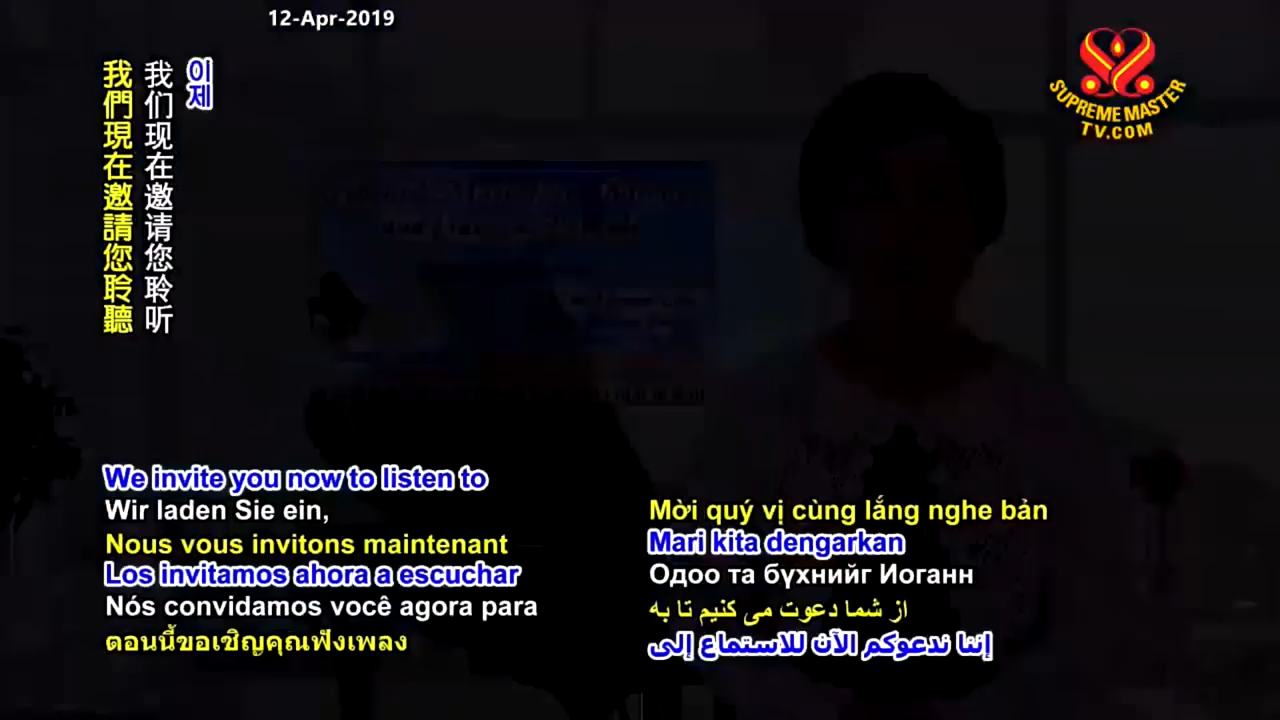 12-Apr-2019
SUPREME MASTER
TV.COM
我們現在邀請您聆聽
我们现在邀请您聆听
이제
We invite you now to listen to
Wir laden Sie ein,
Nous vous invitons maintenant
Los invitamos ahora a escuchar
Nós convidamos você agora para
ตอนนี้ขอเชิญคุณฟังเพลง
Mời quý vị cùng lắng nghe bản
Mari kita dengarkan
Одоо та бүхнийг Иоганн
از شما دعوت می کنیم تا به
إننا ندعوكم الآن للاستماع إلى